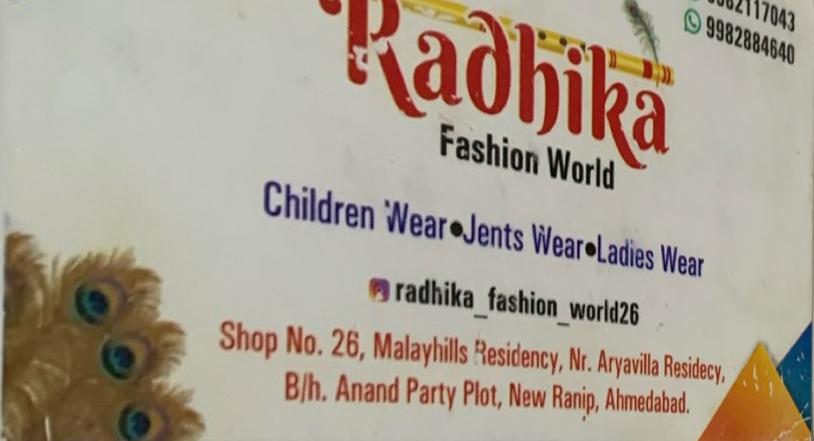 9982884640
Radhika
Fashion World
Children Wear•Jents Wear•Ladies Wear
radhika_fashion_world26
Shop No. 26, Malayhills Residency, Nr. Aryavilla Residecy,
B/h. Anand Party Plot, New Ranip, Ahmedabad.